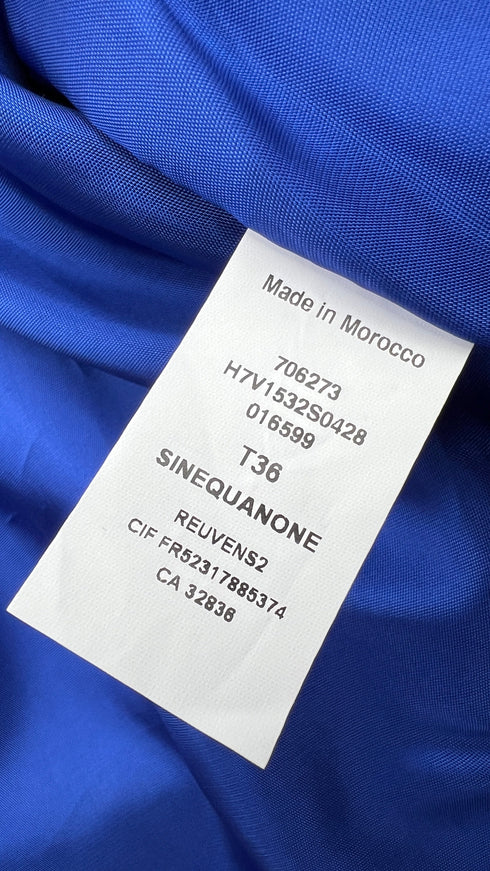 Made in Morocco
706273
H7V1532S0428
016599
T36
SINEQUANONE
REUVENS2
CIF FR52317885374
CA 32836